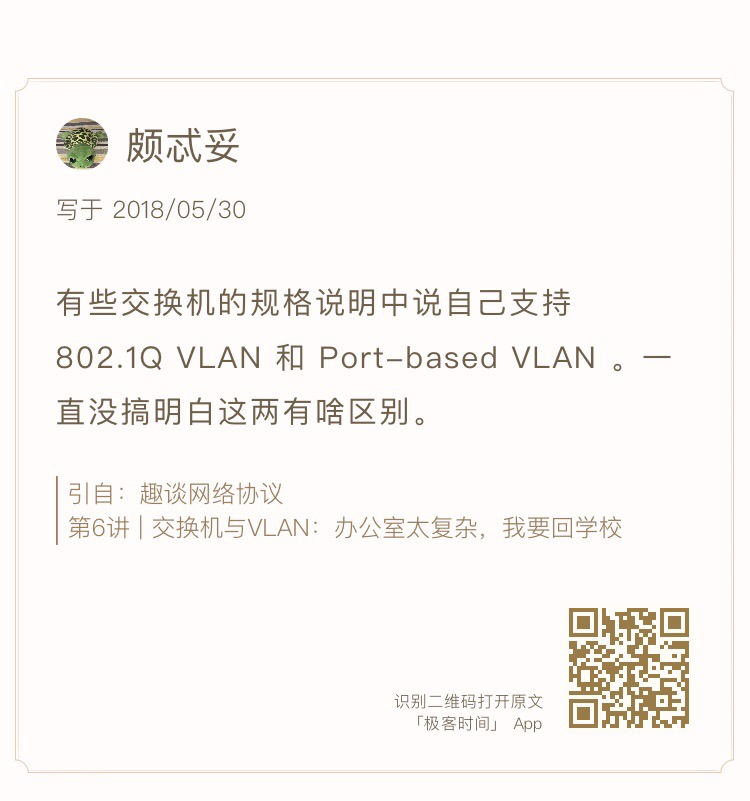 颇忒妥
写于 2018/05/30
有些交换机的规格说明中说自己支持
802.1Q VLAN 和 Port-based VLAN 。一
直没搞明白这两有啥区别。
引自：趣谈网络协议
第6讲 | 交换机与VLAN：办公室太复杂，我要回学校
识别二维码打开原文
「极客时间」 App